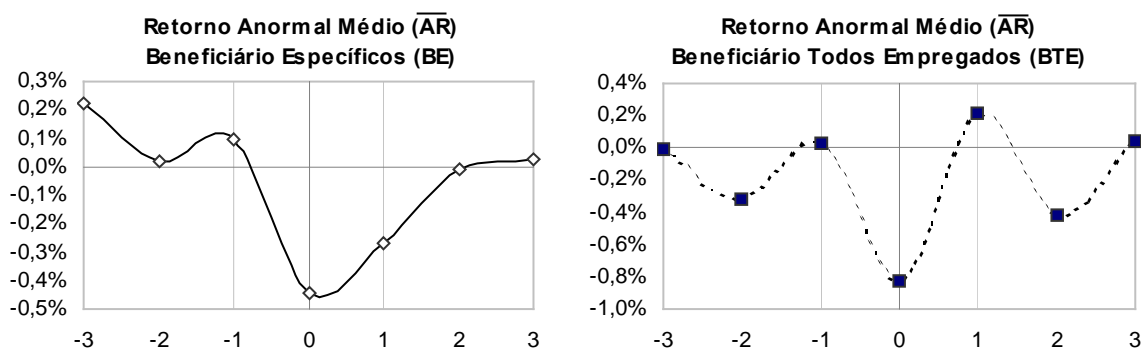 Retorno Anormal Médio (AR)
Beneficiário Específicos (BE)
0,3%
0,2%
0,1%
0,0%
-0,1%
-0,2%
-0,3%
-0,4%
-0,5%
-3 -2 -1 0 1 2 3
Retorno Anormal Médio (AR)
Beneficiário Todos Empregados (BTE)
0,4%
0,2%
0,0%
-0,2%
-0,4%
-0,6%
-0,8%
-1,0%
-3 -2 -1 0 1 2 3